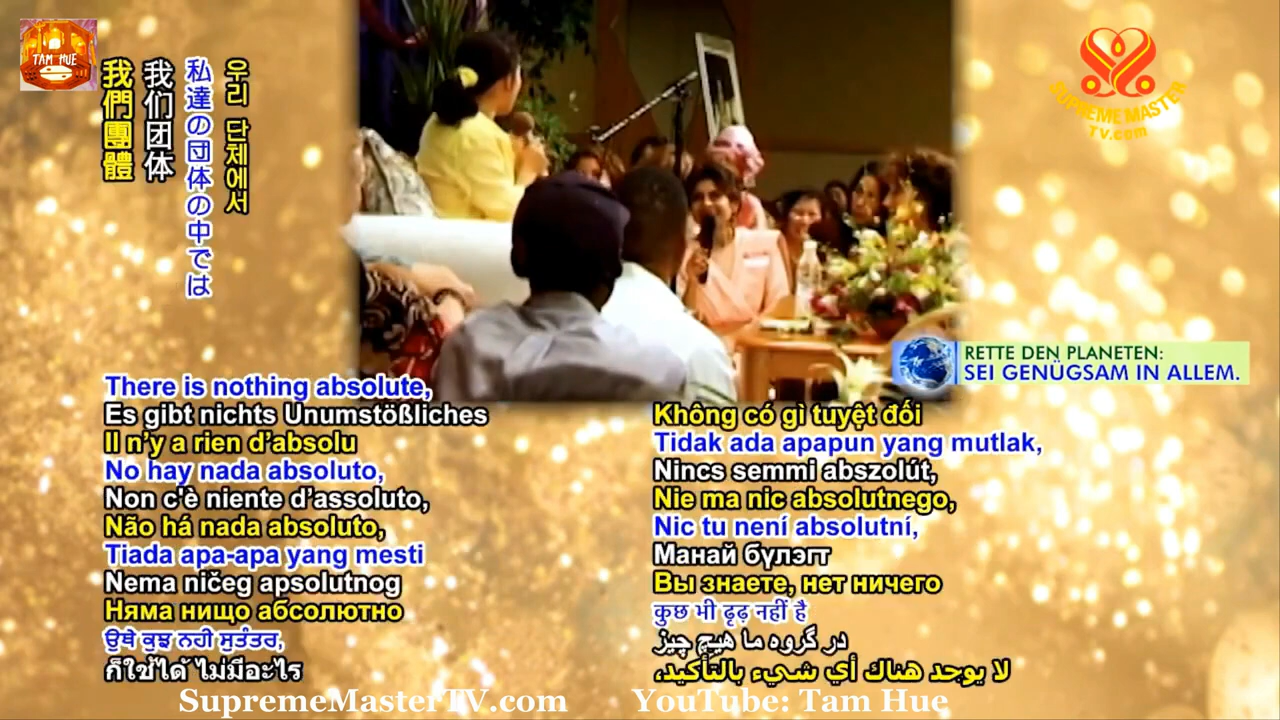 TAM HUE
我們團體
我们团体
私達の団体の中では
우리 단체에서
SUPREME MASTER
TV.com
RETTE DEN PLANETEN:
SEI GENÜGSAM IN ALLEM.
There is nothing absolute,
Es gibt nichts Unumstößliches
Il n'y a rien d'absolu
No hay nada absoluto,
Non c'è niente d'assoluto,
Não há nada absoluto,
Tiada apa-apa yang mesti
Nema ničeg apsolutnog
Няма нищо абсолютно
ਉਥੇ ਕੁਝ ਨਹੀ ਸੁਤੰਤਰ,
ก็ใช้ได้ ไม่มีอะไร
Không có gì tuyệt đối
Tidak ada apapun yang mutlak,
Nincs semmi abszolút,
Nie ma nic absolutnego,
Nic tu není absolutní,
Манай бүлэгт
Вы знаете, нет ничего
कुछ भी दृढ़ नहीं है
در گروه ما هیچ چیز
لا يوجد هناك أي شيء بالتأكيد،
SupremeMasterTV.com YouTube: Tam Hue